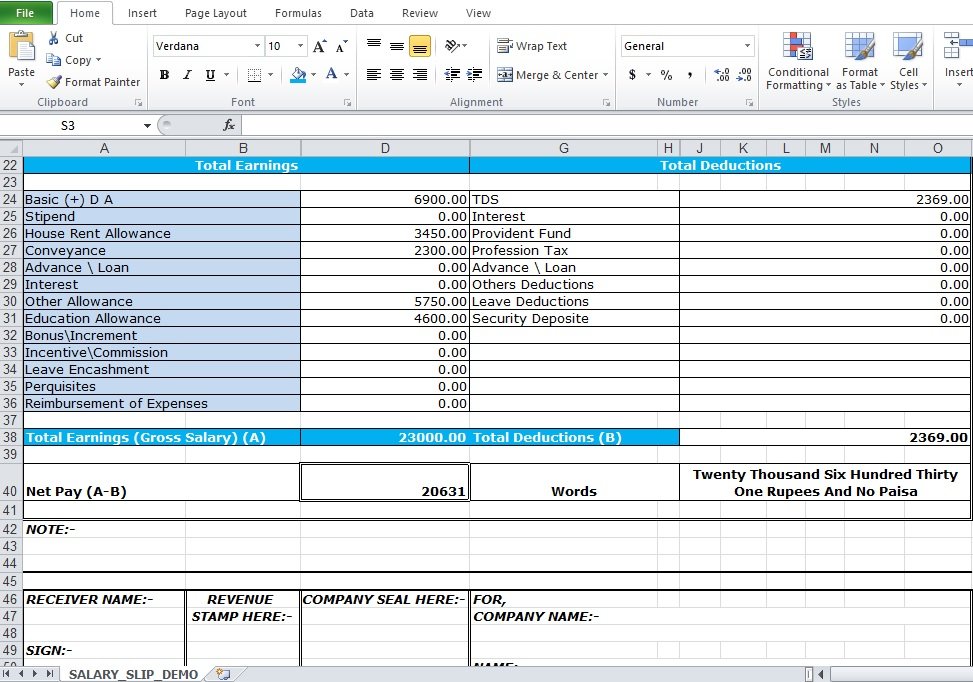 File Home Insert Page Layout Formulas Data Review View
Cut
Copy
Format Painter
Paste
Verdana 10
B I U
Wrap Text
Merge & Center
General
$ % ,
Conditional Formatting
Format as Table
Cell Styles
Insert
Clipboard Font Alignment Number Styles
S3 fx
A B D G H J K L M N O
22 Total Earnings Total Deductions
23
24 Basic (+) D A 6900.00 TDS 2369.00
25 Stipend 0.00 Interest 0.00
26 House Rent Allowance 3450.00 Provident Fund 0.00
27 Conveyance 2300.00 Profession Tax 0.00
28 Advance \ Loan 0.00 Advance \ Loan 0.00
29 Interest 0.00 Others Deductions 0.00
30 Other Allowance 5750.00 Leave Deductions 0.00
31 Education Allowance 4600.00 Security Deposite 0.00
32 Bonus\Increment 0.00
33 Incentive\Commission 0.00
34 Leave Encashment 0.00
35 Perquisites 0.00
36 Reimbursement of Expenses 0.00
37
38 Total Earnings (Gross Salary) (A) 23000.00 Total Deductions (B) 2369.00
39
Twenty Thousand Six Hundred Thirty
40 Net Pay (A-B) 20631 Words One Rupees And No Paisa
41
42 NOTE:-
43
44
45
46 RECEIVER NAME:- REVENUE COMPANY SEAL HERE:- FOR,
47 STAMP HERE:- COMPANY NAME:-
48
49 SIGN:-
NAME:-
SALARY_SLIP_DEMO